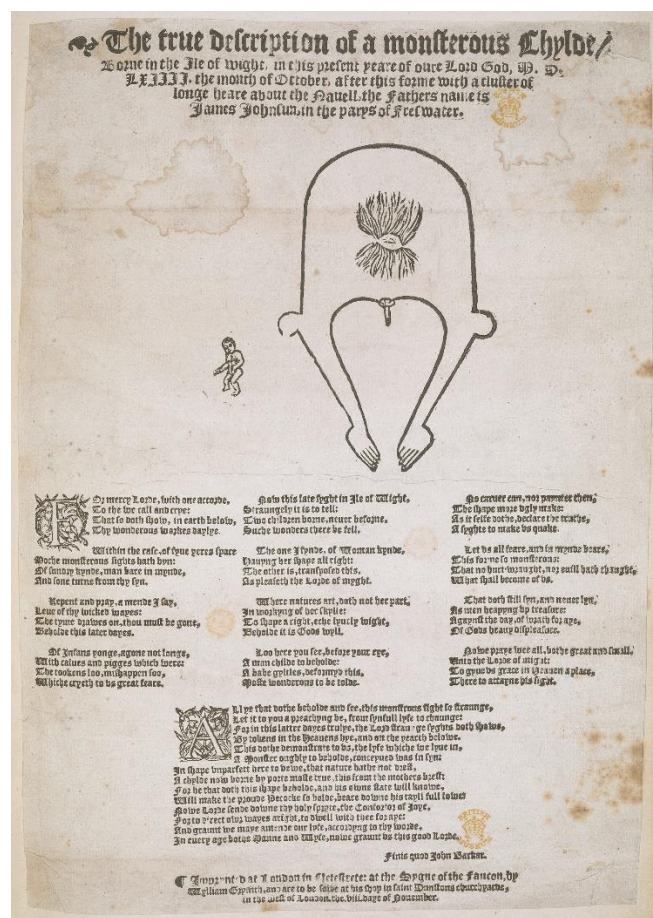 The true description of a monsterous Chylde/
Borne in the Ile of wight, in this present yeare of oure Lord God, M. D.
LXIIII. the month of October, after this forme with a cluster of
longe heare about the Nauell, the Fathers name is
James Johnsun, in the parys of Freswater.
FOr mercy Lorde, with one accorde,
To the we call and crye:
That so doth show, in earth below,
Thy wonderous workes daylye.
Within the case, of fyue yeres space
Moche monsterous sights hath byn:
Of sundry kynde, man bare in mynde,
And sone turne from thy syn.
Repent and pray, amende I say,
Leue of thy wicked wayes:
The tyme drawes on, thou must be gone,
Beholde this later dayes.
Of Infans yonge, agone not longe,
With calues and pigges which were:
The tookens loo, mishappen soo,
Whiche cryeth to vs great feare.
Now this late syght in Ile of Wight,
Straungely it is to tell:
Two children borne, neuer beforne,
Suche wonders there be fell.
The one I fynde, of Woman kynde,
Hauyng her shape all right:
The other is, transposed this,
As pleaseth the Lorde of myght.
Where natures art, doth not her part,
In workyng of her skylle:
To shape aright, eche lyuely wight,
Beholde it is Gods wyll.
Loo here you see, before your eye,
A man childe to beholde:
A babe gyltles, deformyd this,
Moste wonderous to be tolde.
No caruer can, nor paynter then,
The shape more vgly make:
As it selfe dothe, declare the truthe,
A syghte to make vs quake.
Let vs all feare, and in mynde beare,
This forme so monsterous:
That no hurt wraught, nor euill hath thaught,
What shall become of vs.
That doth still syn, and neuer lyn,
As men heapyng vp treasure:
Agaynst the day, of wrath for aye,
Of Gods heauy displeasure.
Nowe praye wee all, bothe great and small,
Unto the Lorde of might:
To gyue vs grace in Heauen a place,
There to attayne his sight.
All ye that dothe beholde and see, this monstrous sight so straunge,
Let it to you a preachyng be, from synfull lyfe to chaunge:
For in this latter dayes trulye, the Lord straunge syghts doth showe,
By tokens in the Heauens hye, and on the yearth belowe.
This dothe demonstrate to vs, the lyfe whiche we lyue in,
A Monster ougly to beholde, conceyued was in syn:
In shape vnparfect here to vewe, that nature hathe not drest,
A chylde now borne by porte moste true, this from the mothers brest:
For he that doth this shape beholde, and his owne state will knowe,
Will make the proude Pecocke so bolde, beare downe his tayll full lowe:
Nowe Lorde sende downe thy holy sprite, the Comforor of Joye,
For to direct our wayes aright, to dwell with thee for aye:
And graunt we maye amende our lyfe, accordyng to thy worde,
In euery age bothe Manne and Wyfe, nowe graunt vs this good Lorde.
Finis quod John Barkar.
¶ Imprynted at London in Fletestrete: at the Sygne of the Faucon, by
Wylliam Gryffith, and are to be solde at his shop in saint Dunstons churchyarde,
in the west of London, the. viii. daye of November.